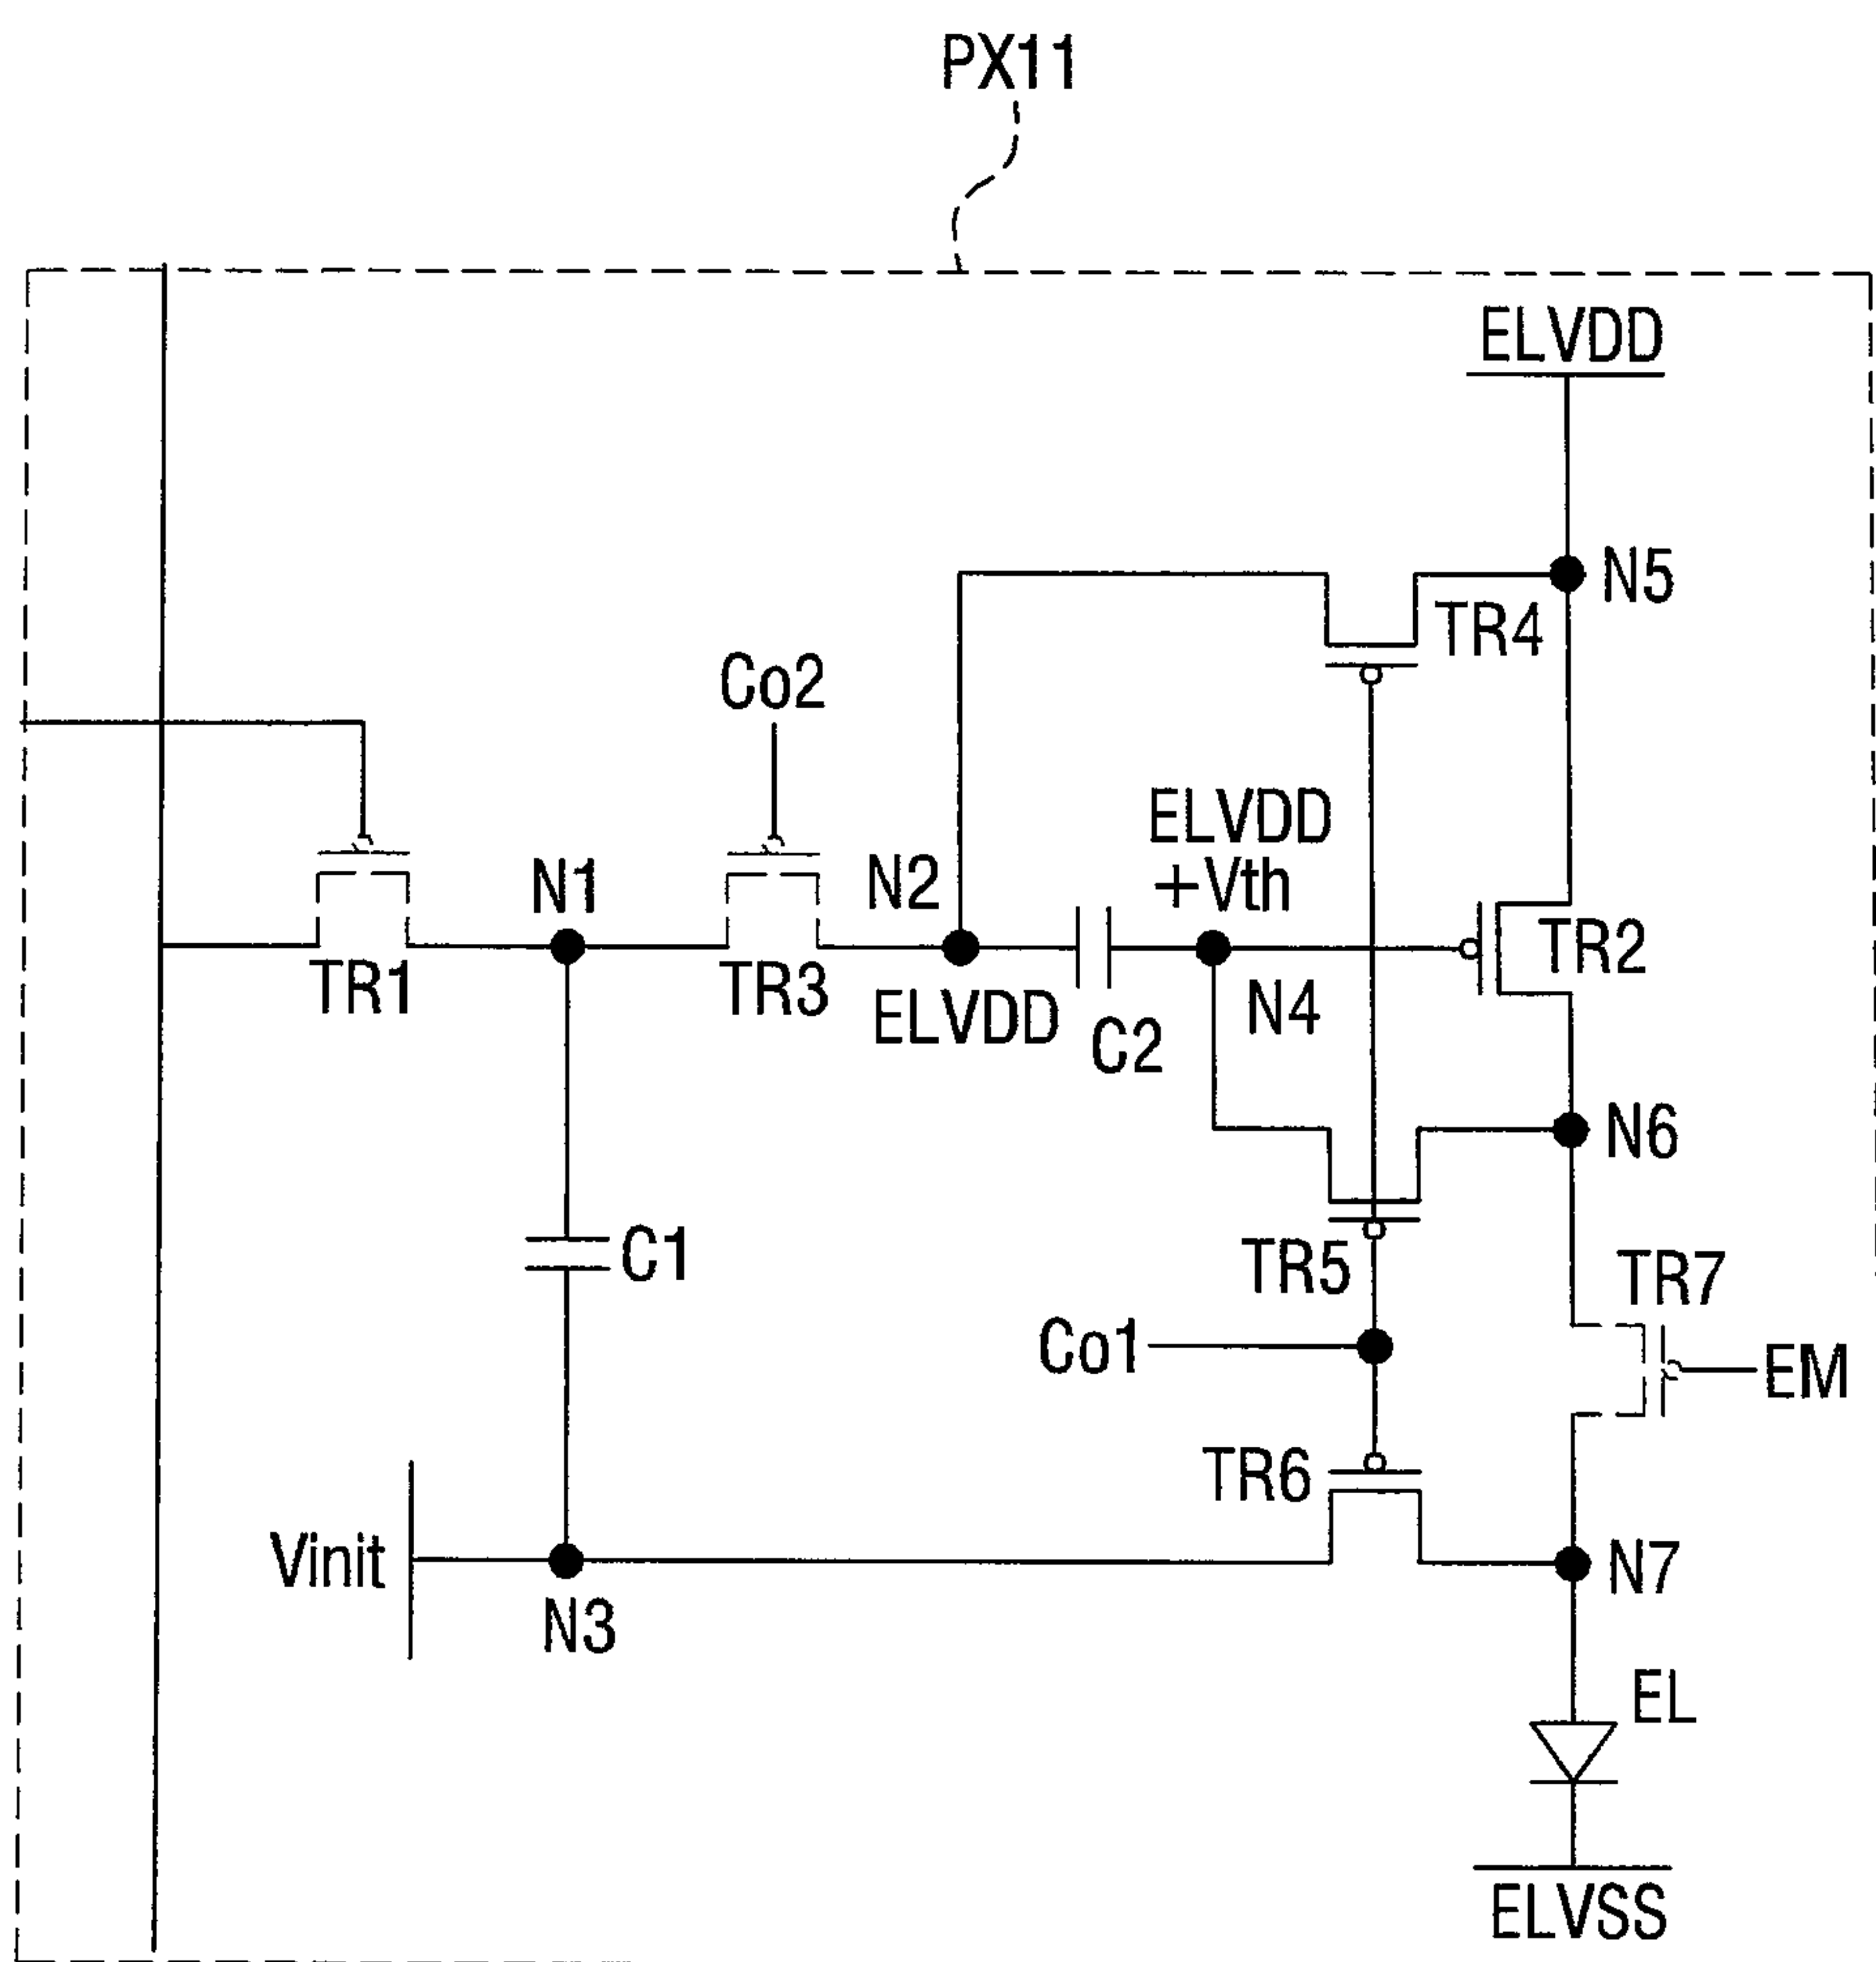 PX11
ELVDD
N5
TR4
Co2
ELVDD
+Vth
N1
N2
TR2
TR1
TR3
ELVDD
C2
N4
N6
C1
TR5
TR7
Co1
EM
TR6
Vinit
N3
N7
EL
ELVSS